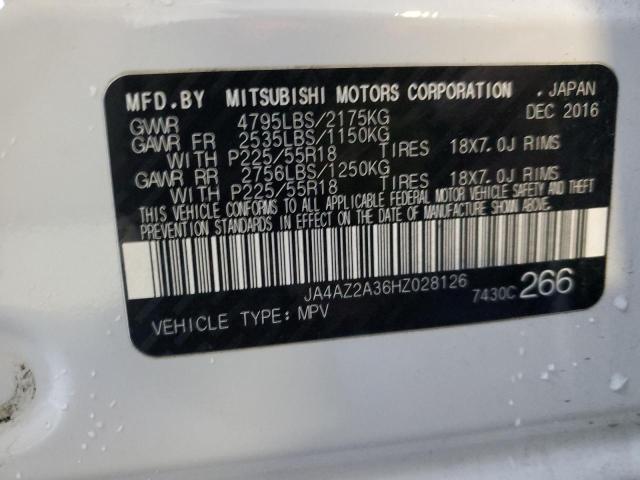 MFD.BY MITSUBISHI MOTORS CORPORATION . JAPAN
GVWR 4795LBS/2175KG DEC 2016
GAWR FR 2535LBS/1150KG
WITH P225/55R18 TIRES 18X7.0J RIMS
GAWR RR 2756LBS/1250KG
WITH P225/55R18 TIRES 18X7.0J RIMS
THIS VEHICLE CONFORMS TO ALL APPLICABLE FEDERAL MOTOR VEHICLE SAFETY AND THEFT
PREVENTION STANDARDS IN EFFECT ON THE DATE OF MANUFACTURE SHOWN ABOVE.
JA4AZ2A36HZ028126
7430C 266
VEHICLE TYPE: MPV